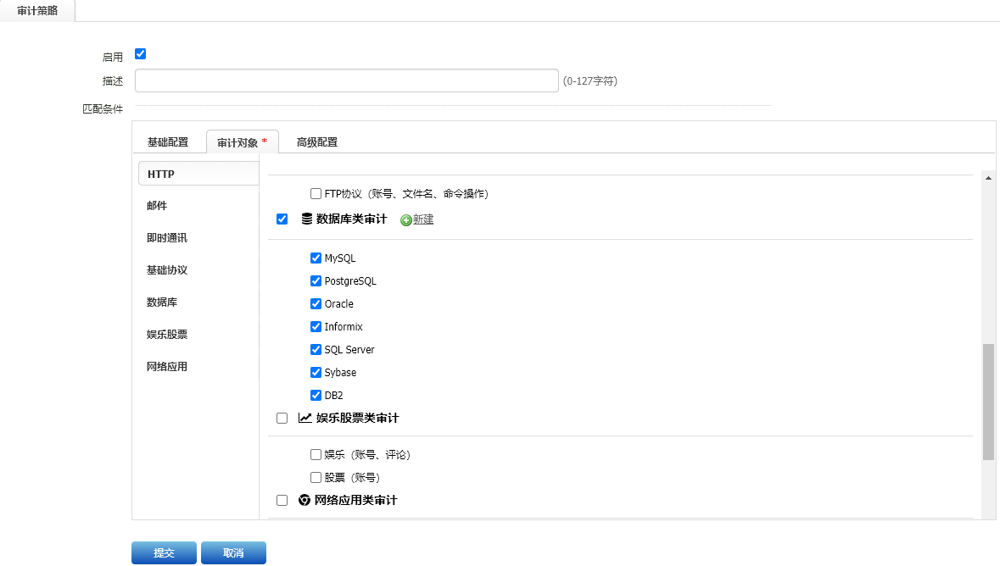 审计策略
启用
描述 (0-127字符)
匹配条件
基础配置 审计对象 * 高级配置
HTTP
邮件
即时通讯
基础协议
数据库
娱乐股票
网络应用
FTP协议（账号、文件名、命令操作）
数据库类审计 新建
MySQL
PostgreSQL
Oracle
Informix
SQL Server
Sybase
DB2
娱乐股票类审计
娱乐（账号、评论）
股票（账号）
网络应用类审计
提交 取消